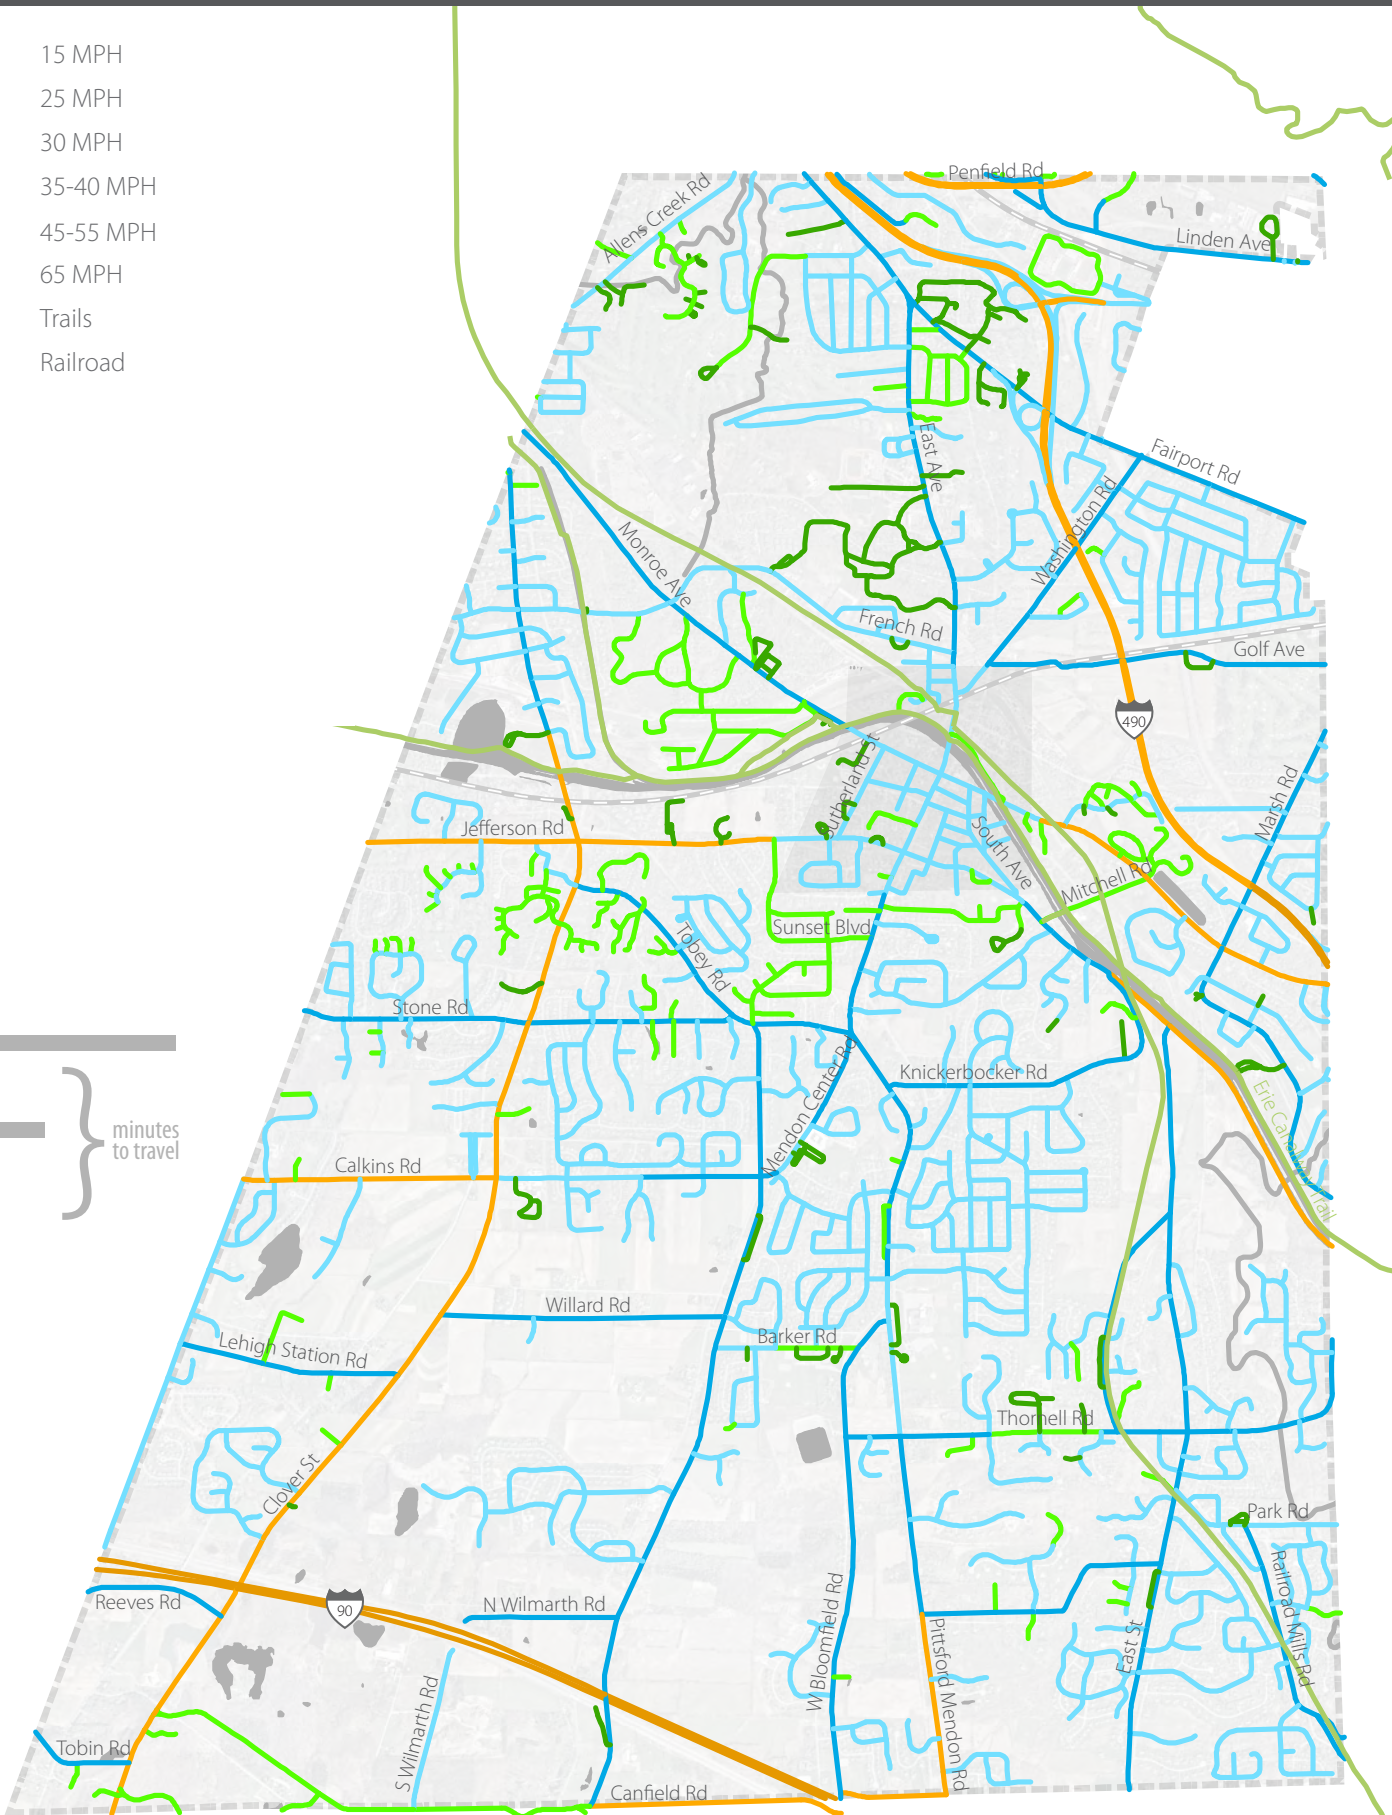 15 MPH
25 MPH
30 MPH
35-40 MPH
45-55 MPH
65 MPH
Trails
Railroad
Penfield Rd
Allens Creek Rd
Linden Ave
East Ave
Fairport Rd
Washington Rd
Monroe Ave
French Rd
Golf Ave
490
Sutherland St
Marsh Rd
Jefferson Rd
South Ave
Mitchell Rd
Sunset Blvd
Tobey Rd
Stone Rd
Knickerbocker Rd
Mendon Center Rd
Erie Canalway Trail
minutes
to travel
Calkins Rd
Willard Rd
Barker Rd
Lehigh Station Rd
Thornell Rd
Clover St
Park Rd
Railroad Mills Rd
Reeves Rd
90
N Wilmarth Rd
W Bloomfield Rd
Pittsford Mendon Rd
East St
S Wilmarth Rd
Tobin Rd
Canfield Rd